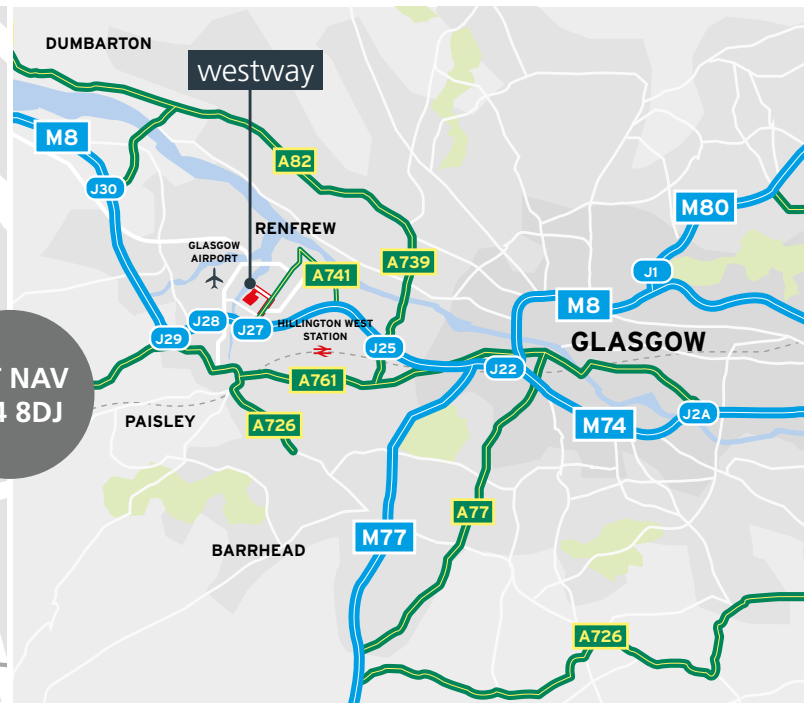 DUMBARTON
westway
M8
A82
J30
M80
RENFREW
GLASGOW
AIRPORT
A741
A739
J1
M8
J28
J27
J29
HILLINGTON WEST
STATION
J25
GLASGOW
J22
NAV
8DJ
A761
PAISLEY
A726
M74
J2A
A77
M77
BARRHEAD
A726